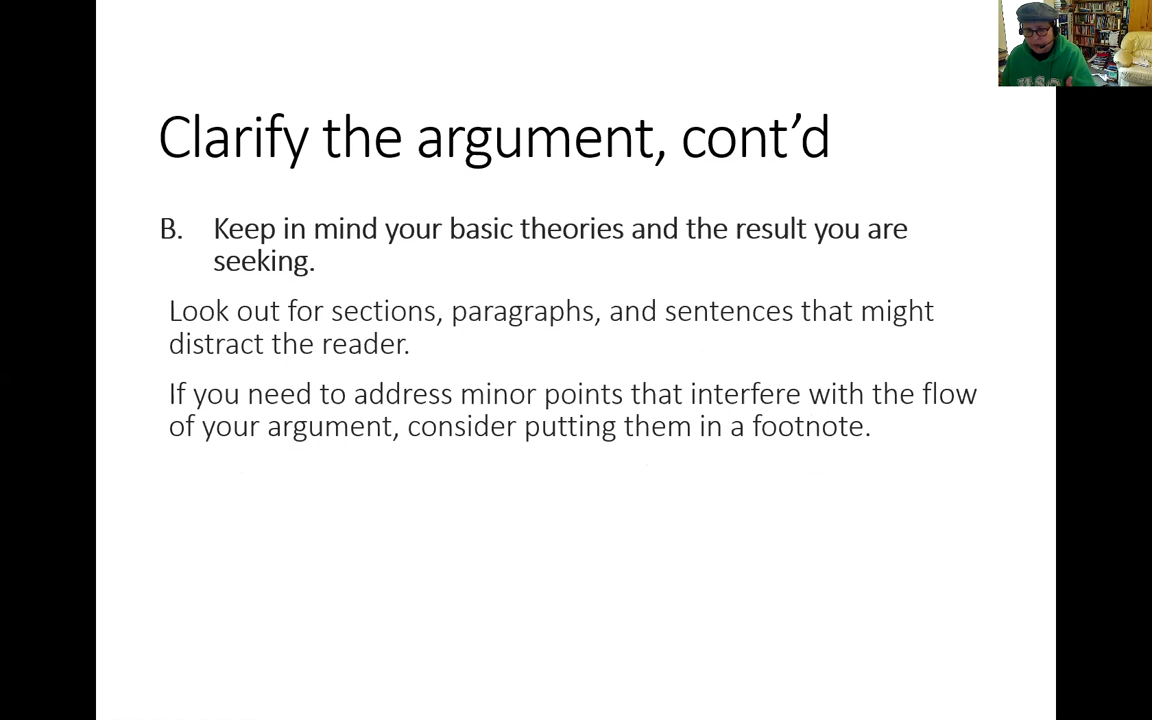 Clarify the argument, cont’d
B. Keep in mind your basic theories and the result you are
seeking.
Look out for sections, paragraphs, and sentences that might
distract the reader.
If you need to address minor points that interfere with the flow
of your argument, consider putting them in a footnote.